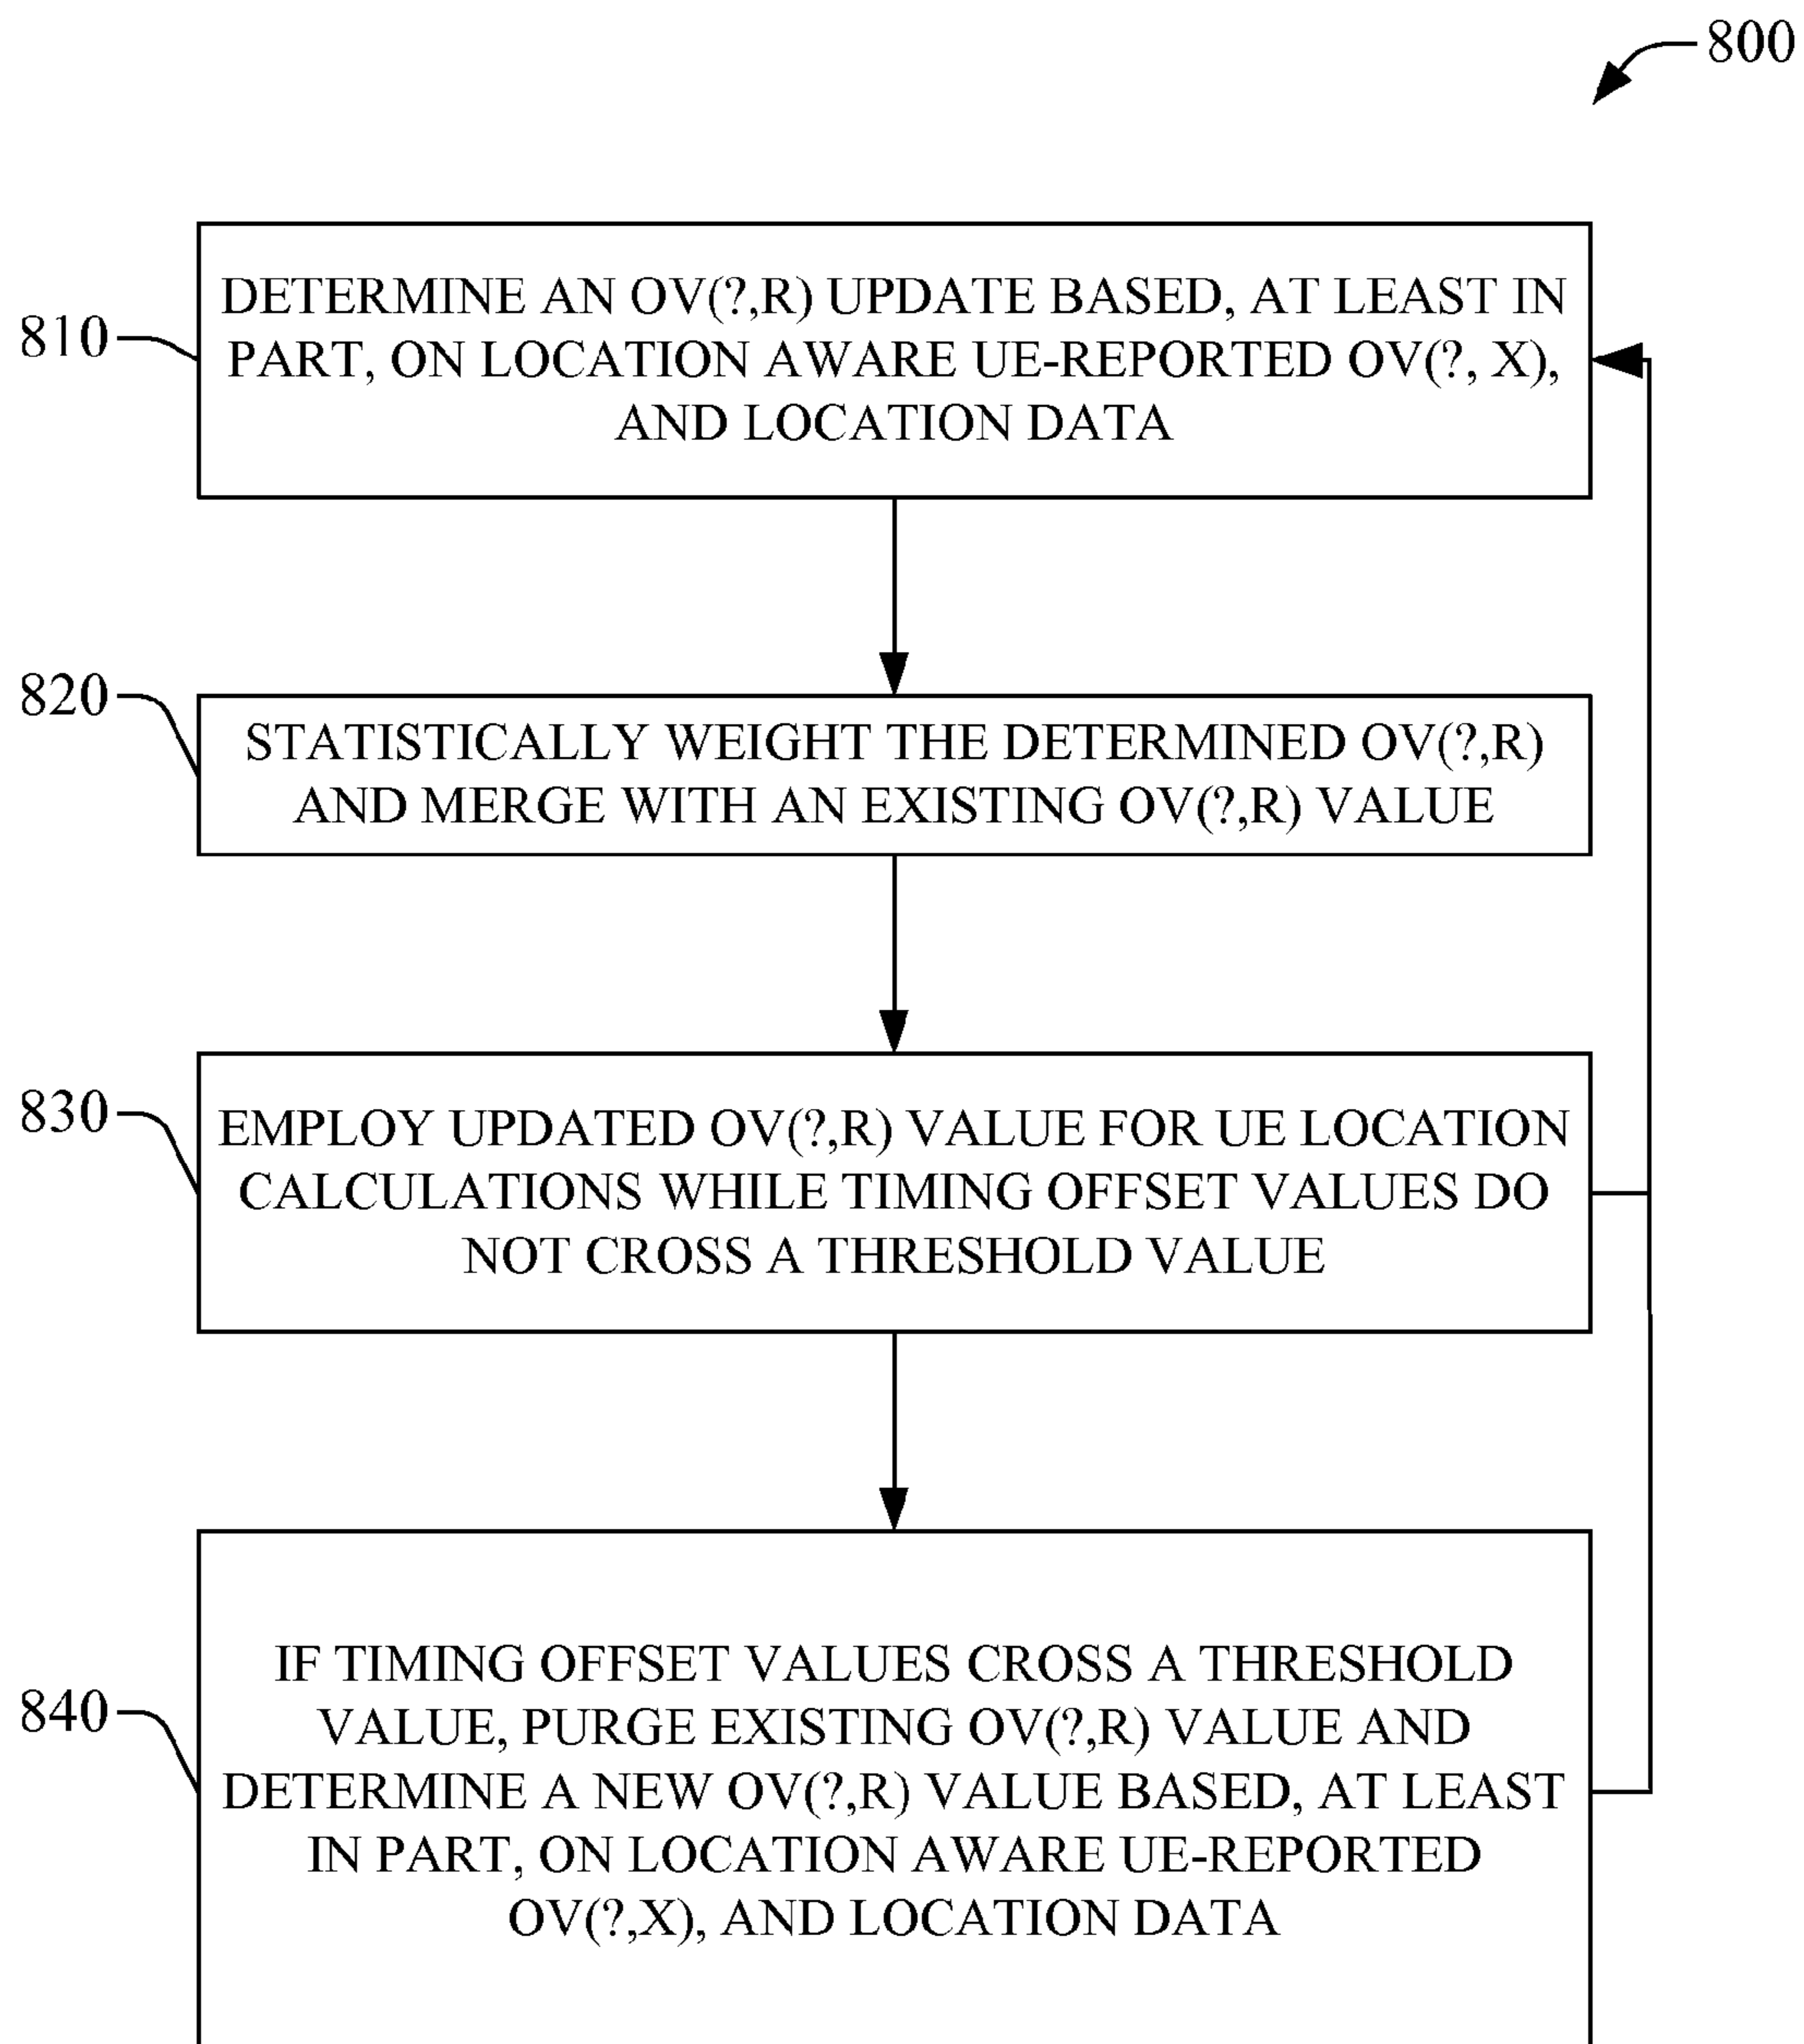 800
810
DETERMINE AN OV(?,R) UPDATE BASED, AT LEAST IN
PART, ON LOCATION AWARE UE-REPORTED OV(?, X),
AND LOCATION DATA
820
STATISTICALLY WEIGHT THE DETERMINED OV(?,R)
AND MERGE WITH AN EXISTING OV(?,R) VALUE
830
EMPLOY UPDATED OV(?,R) VALUE FOR UE LOCATION
CALCULATIONS WHILE TIMING OFFSET VALUES DO
NOT CROSS A THRESHOLD VALUE
840
IF TIMING OFFSET VALUES CROSS A THRESHOLD
VALUE, PURGE EXISTING OV(?,R) VALUE AND
DETERMINE A NEW OV(?,R) VALUE BASED, AT LEAST
IN PART, ON LOCATION AWARE UE-REPORTED
OV(?,X), AND LOCATION DATA